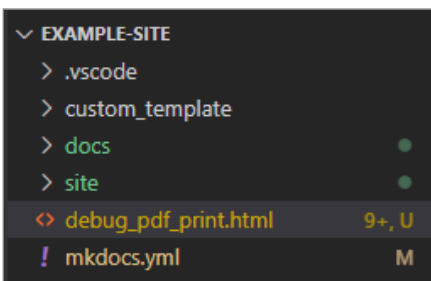 EXAMPLE-SITE
.vscode
custom_template
docs
site
<> debug_pdf_print.html 9+, U
! mkdocs.yml M